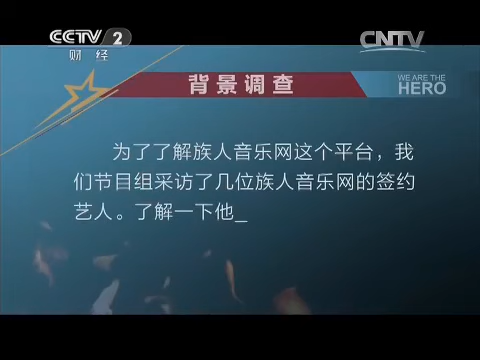 CCTV 2
财经
CNTV
背景调查
WE ARE THE
HERO
为了了解族人音乐网这个平台，我
们节目组采访了几位族人音乐网的签约
艺人。了解一下他_